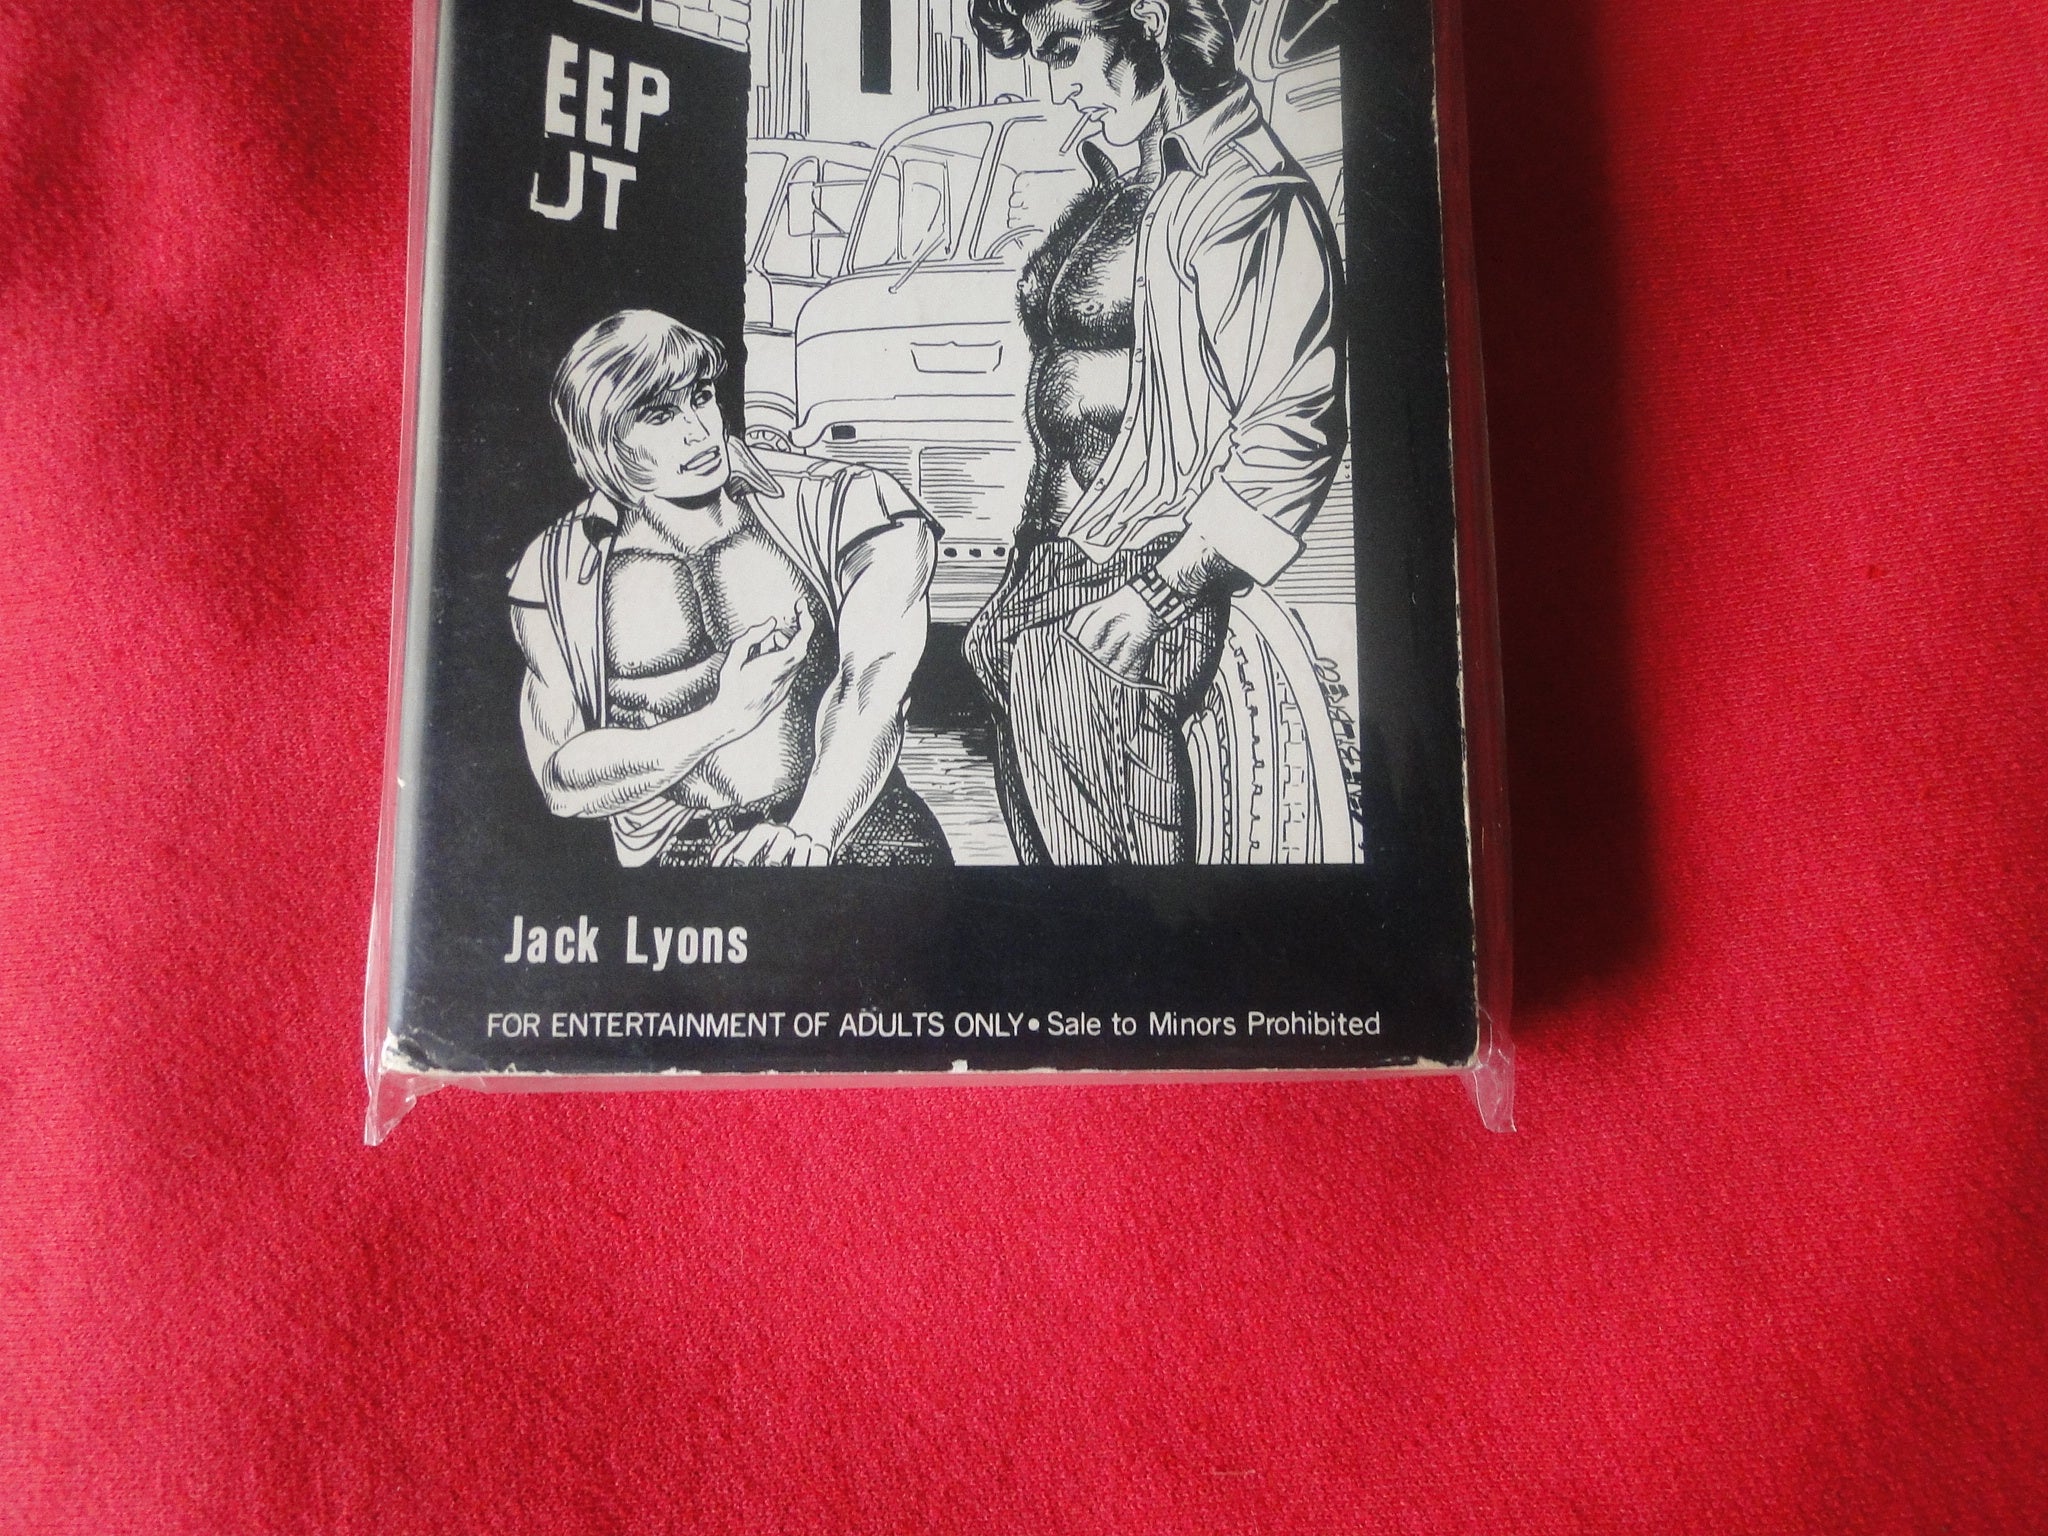 EEP
JT
Jack Lyons
FOR ENTERTAINMENT OF ADULTS ONLY • Sale to Minors Prohibited